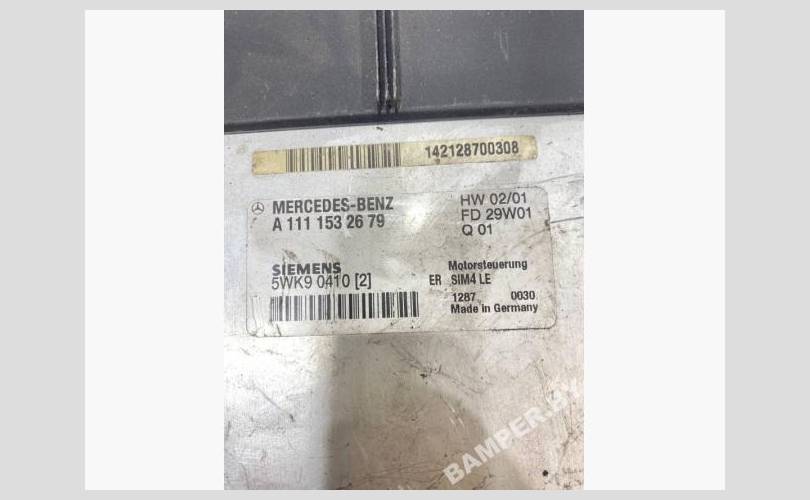 142128700308
MERCEDES-BENZ
A 111 153 26 79
HW 02/01
FD 29W01
Q 01
SIEMENS
5WK9 0410 [2]
Motorsteuerung
ER SIM4 LE
1287 0030
Made in Germany
BAMPER.BY